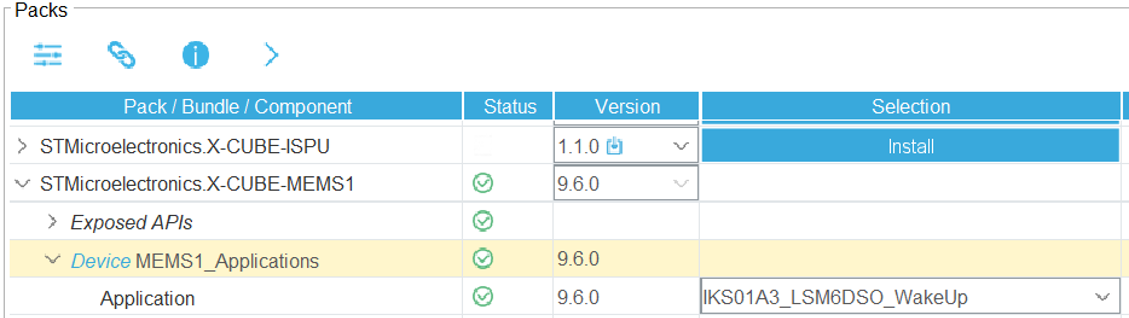 Packs
Pack / Bundle / Component Status Version Selection
STMicroelectronics.X-CUBE-ISPU 1.1.0 Install
STMicroelectronics.X-CUBE-MEMS1 9.6.0
Exposed APIs
Device MEMS1_Applications 9.6.0
Application 9.6.0 IKS01A3_LSM6DSO_WakeUp